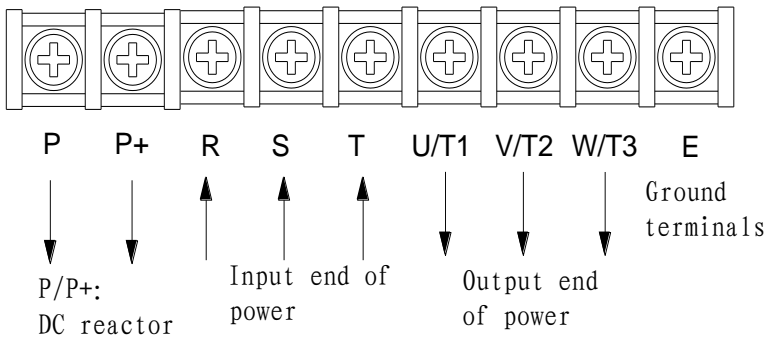 P P+ R S T U/T1 V/T2 W/T3 E
Ground
terminals
P/P+:
DC reactor
Input end of
power
Output end
of power